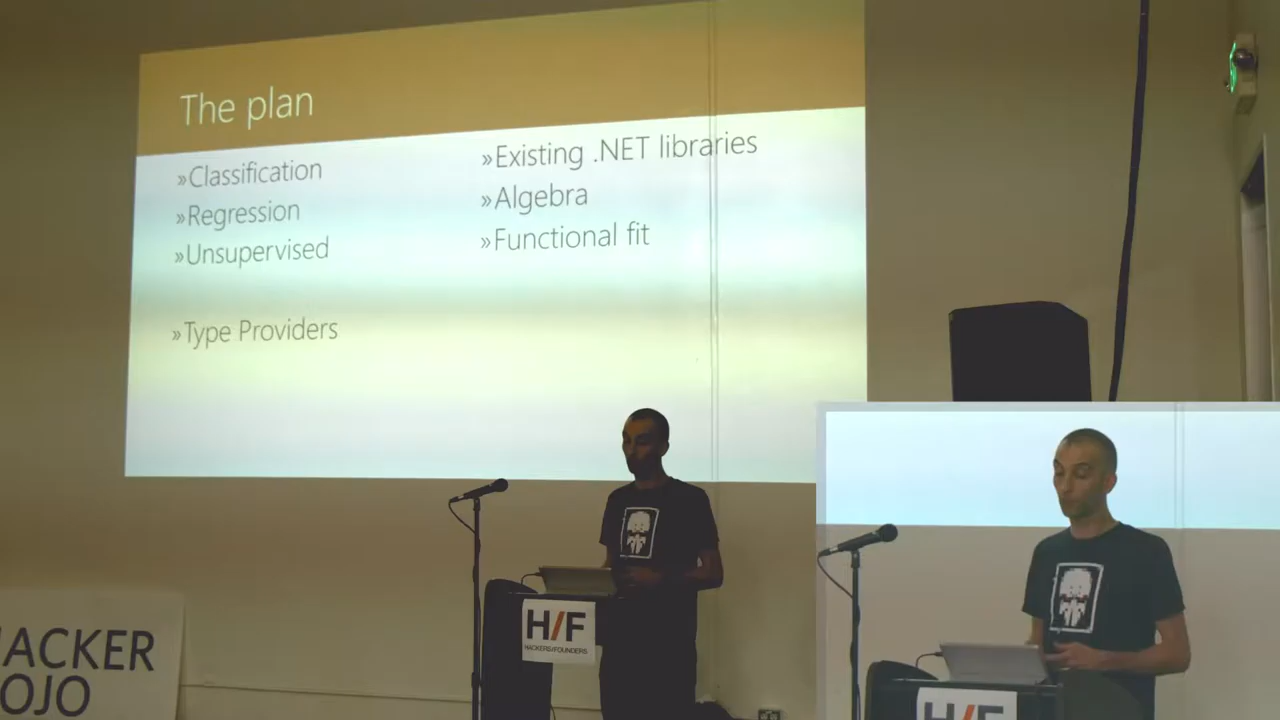 The plan
»Classification
»Regression
»Unsupervised
»Type Providers
»Existing .NET libraries
»Algebra
»Functional fit
H/F
HACKERS/FOUNDERS
ACKER
OJO
H/F